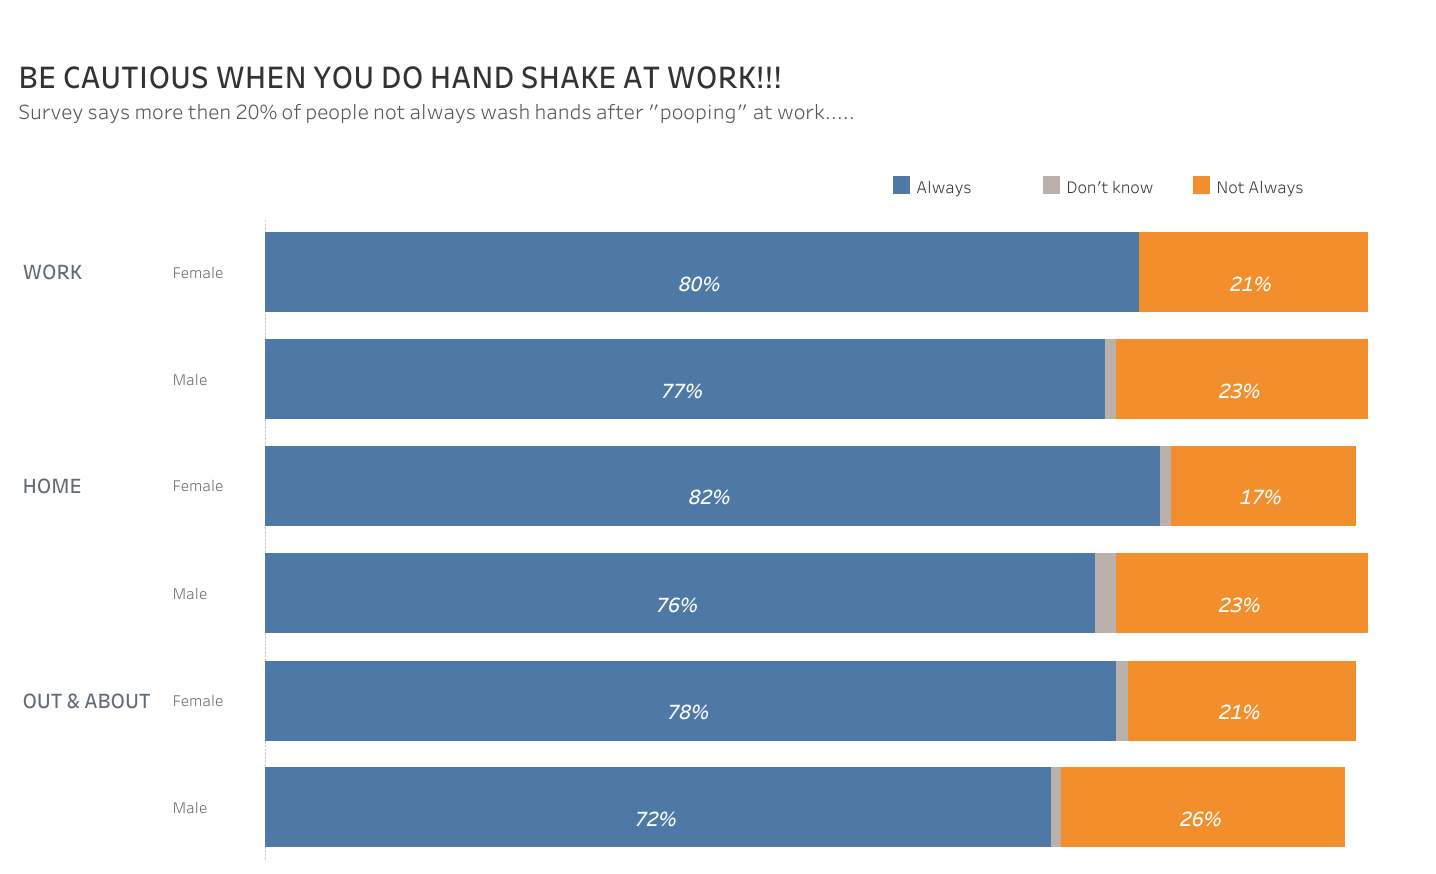 BE CAUTIOUS WHEN YOU DO HAND SHAKE AT WORK!!!
Survey says more then 20% of people not always wash hands after "pooping" at work.....
Always Don't know Not Always
WORK Female 80% 21%
Male 77% 23%
HOME Female 82% 17%
Male 76% 23%
OUT & ABOUT Female 78% 21%
Male 72% 26%